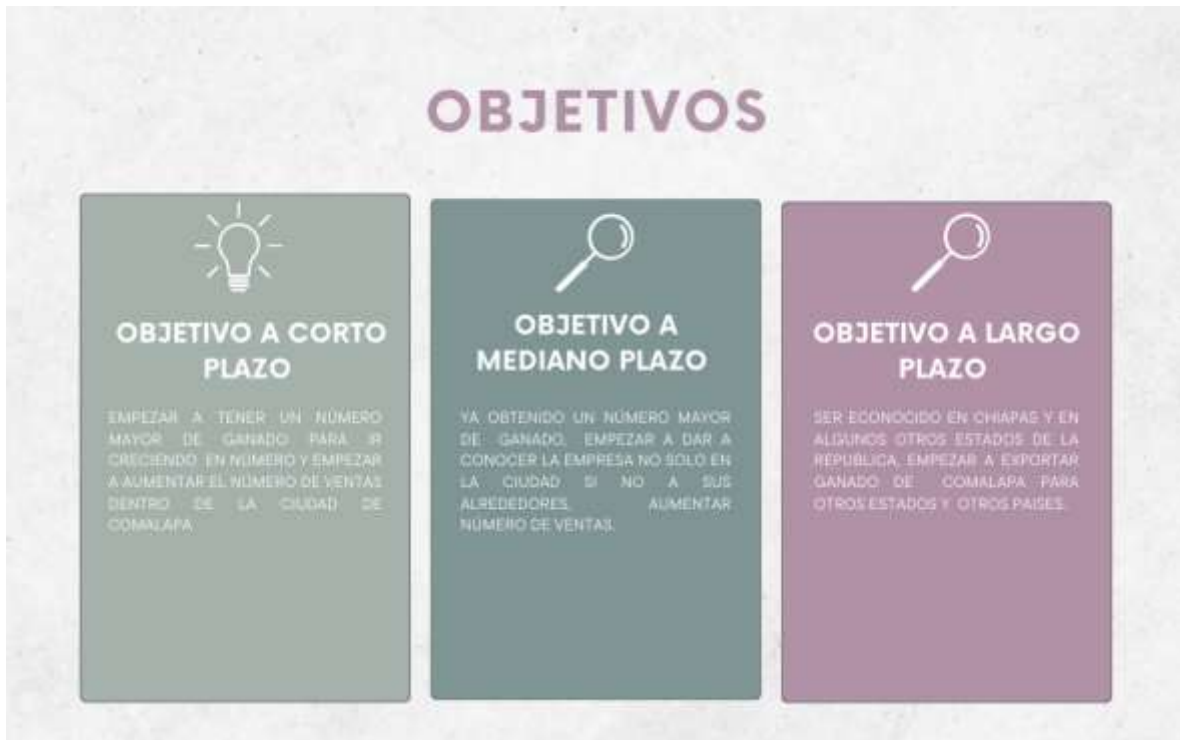 OBJETIVOS
OBJETIVO A CORTO
PLAZO
EMPEZAR A TENER UN NÚMERO
MAYOR DE GANADO PARA IR
CRECIENDO EN NÚMERO Y EMPEZAR
A AUMENTAR EL NÚMERO DE VENTAS
DENTRO DE LA CIUDAD DE
COMALAPA
OBJETIVO A
MEDIANO PLAZO
YA OBTENIDO UN NÚMERO MAYOR
DE GANADO, EMPEZAR A DAR A
CONOCER LA EMPRESA NO SOLO EN
LA CIUDAD SI NO A SUS
ALREDEDORES, AUMENTAR
NÚMERO DE VENTAS.
OBJETIVO A LARGO
PLAZO
SER ECONOCIDO EN CHIAPAS Y EN
ALGUNOS OTROS ESTADOS DE LA
REPUBLICA, EMPEZAR A EXPORTAR
GANADO DE COMALAPA PARA
OTROS ESTADOS Y OTROS PAISES.